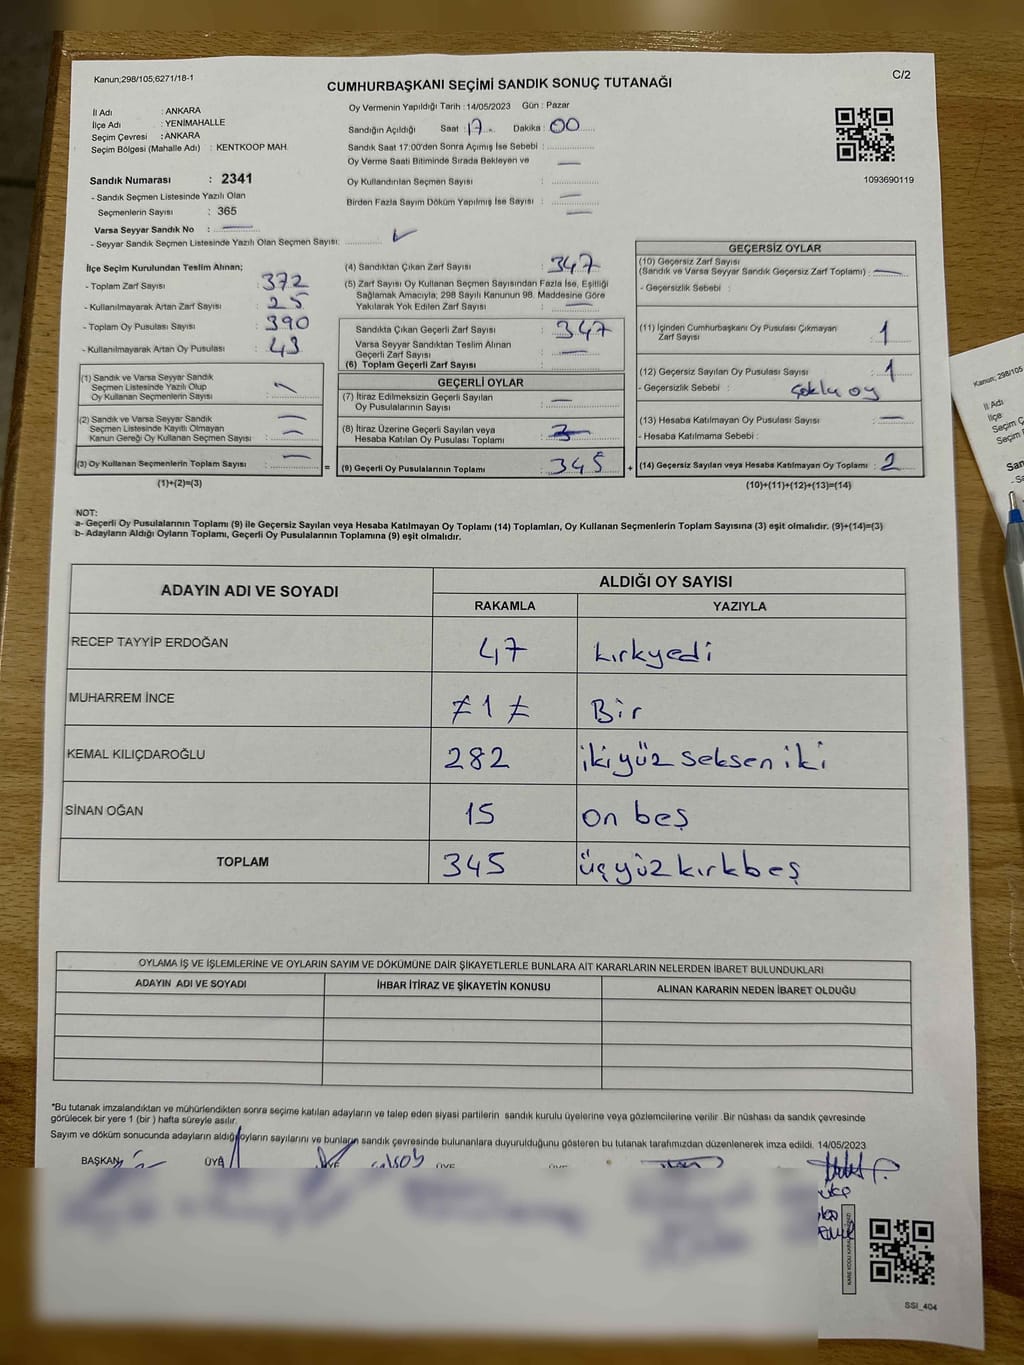 Kanun;298/105,6271/18-1
C/2
CUMHURBAŞKANI SEÇİMİ SANDIK SONUÇ TUTANAĞI
İl Adı : ANKARA
İlçe Adı : YENİMAHALLE
Seçim Çevresi : ANKARA
Seçim Bölgesi (Mahalle Adı) : KENTKOOP MAH.
Oy Vermenin Yapıldığı Tarih : 14/05/2023 Gün : Pazar
Sandığın Açıldığı Saat : 17 Dakika : 00
Sandık Saat 17.00'den Sonra Açımış İse Sebebi :
Oy Verme Saati Bitiminde Sırada Bekleyen ve
Oy Kullandırılan Seçmen Sayısı :
Birden Fazla Sayım Döküm Yapılmış İse Sayısı :
1093690119
Sandık Numarası : 2341
- Sandık Seçmen Listesinde Yazılı Olan
Seçmenlerin Sayısı : 365
Varsa Seyyar Sandık No :
- Seyyar Sandık Seçmen Listesinde Yazılı Olan Seçmen Sayısı:
İlçe Seçim Kurulundan Teslim Alınan;
- Toplam Zarf Sayısı : 372
- Kullanılmayarak Artan Zarf Sayısı : 25
- Toplam Oy Pusulası Sayısı : 390
- Kullanılmayarak Artan Oy Pusulası : 43
(1) Sandık ve Varsa Seyyar Sandık
Seçmen Listesinde Yazılı Olup
Oy Kullanan Seçmenlerin Sayısı :
(2) Sandık ve Varsa Seyyar Sandık
Seçmen Listesinde Kayıtlı Olmayan
Kanun Gereği Oy Kullanan Seçmen Sayısı :
(3) Oy Kullanan Seçmenlerin Toplam Sayısı : =
(1)+(2)=(3)
(4) Sandıktan Çıkan Zarf Sayısı : 347
(5) Zarf Sayısı Oy Kullanan Seçmen Sayısından Fazla İse, Eşitliği
Sağlamak Amacıyla; 298 Sayılı Kanunun 98. Maddesine Göre
Yakılarak Yok Edilen Zarf Sayısı :
Sandıkta Çıkan Geçerli Zarf Sayısı : 347
Varsa Seyyar Sandıktan Teslim Alınan
Geçerli Zarf Sayısı :
(6) Toplam Geçerli Zarf Sayısı :
GEÇERLİ OYLAR
(7) İtiraz Edilmeksizin Geçerli Sayılan
Oy Pusulalarının Sayısı :
(8) İtiraz Üzerine Geçerli Sayılan veya
Hesaba Katılan Oy Pusulası Toplamı :
(9) Geçerli Oy Pusulalarının Toplamı : 345 +
GEÇERSİZ OYLAR
(10) Geçersiz Zarf Sayısı
(Sandık ve Varsa Seyyar Sandık Geçersiz Zarf Toplamı) :
- Geçersizlik Sebebi :
(11) İçinden Cumhurbaşkanı Oy Pusulası Çıkmayan
Zarf Sayısı : 1
(12) Geçersiz Sayılan Oy Pusulası Sayısı : 1
- Geçersizlik Sebebi : Çoklu oy
(13) Hesaba Katılmayan Oy Pusulası Sayısı :
- Hesaba Katılmama Sebebi :
(14) Geçersiz Sayılan veya Hesaba Katılmayan Oy Toplamı : 2
(10)+(11)+(12)+(13)=(14)
NOT:
a- Geçerli Oy Pusulalarının Toplamı (9) ile Geçersiz Sayılan veya Hesaba Katılmayan Oy Toplamı (14) Toplamları, Oy Kullanan Seçmenlerin Toplam Sayısına (3) eşit olmalıdır. (9)+(14)=(3)
b- Adayların Aldığı Oyların Toplamı, Geçerli Oy Pusulalarının Toplamına (9) eşit olmalıdır.
ADAYIN ADI VE SOYADI
ALDIĞI OY SAYISI
RAKAMLA YAZIYLA
RECEP TAYYİP ERDOĞAN 47 kırkyedi
MUHARREM İNCE ≠ 1 ≠ Bir
KEMAL KILIÇDAROĞLU 282 ikiyüz seksen iki
SİNAN OĞAN 15 on beş
TOPLAM 345 üçyüz kırkbeş
OYLAMA İŞ VE İŞLEMLERİNE VE OYLARIN SAYIM VE DÖKÜMÜNE DAİR ŞİKAYETLERLE BUNLARA AİT KARARLARIN NELERDEN İBARET BULUNDUKLARI
ADAYIN ADI VE SOYADI İHBAR İTİRAZ VE ŞİKAYETİN KONUSU ALINAN KARARIN NEDEN İBARET OLDUĞU
*Bu tutanak imzalandıktan ve mühürlendikten sonra seçime katılan adayların ve talep eden siyasi partilerin sandık kurulu üyelerine veya gözlemcilerine verilir .Bir nüshası da sandık çevresinde
görülecek bir yere 1 (bir ) hafta süreyle asılır.
Sayım ve döküm sonucunda adayların aldığı oyların sayılarını ve bunların sandık çevresinde bulunanlara duyurulduğunu gösteren bu tutanak tarafımızdan düzenlenerek imza edildi. 14/05/2023
BAŞKAN ÜYE ÜYE ÜYE ÜYE
SSI_404
Kanun; 298/105
İl Adı
İlçe
Seçim Ç
Seçim